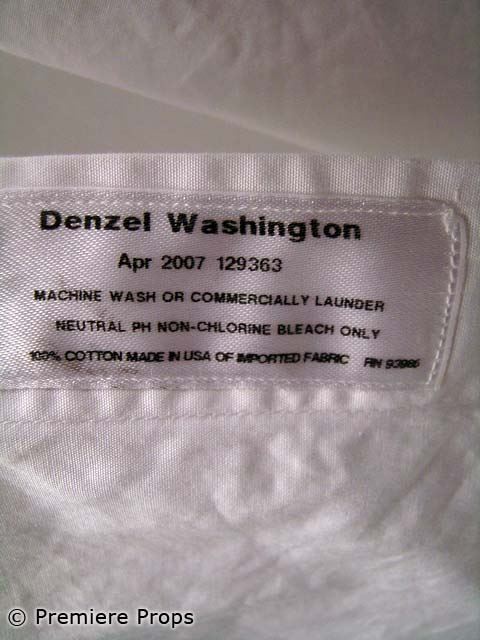 Denzel Washington
Apr 2007 129363
MACHINE WASH OR COMMERCIALLY LAUNDER
NEUTRAL PH NON-CHLORINE BLEACH ONLY
100% COTTON MADE IN USA OF IMPORTED FABRIC RN 93986
© Premiere Props